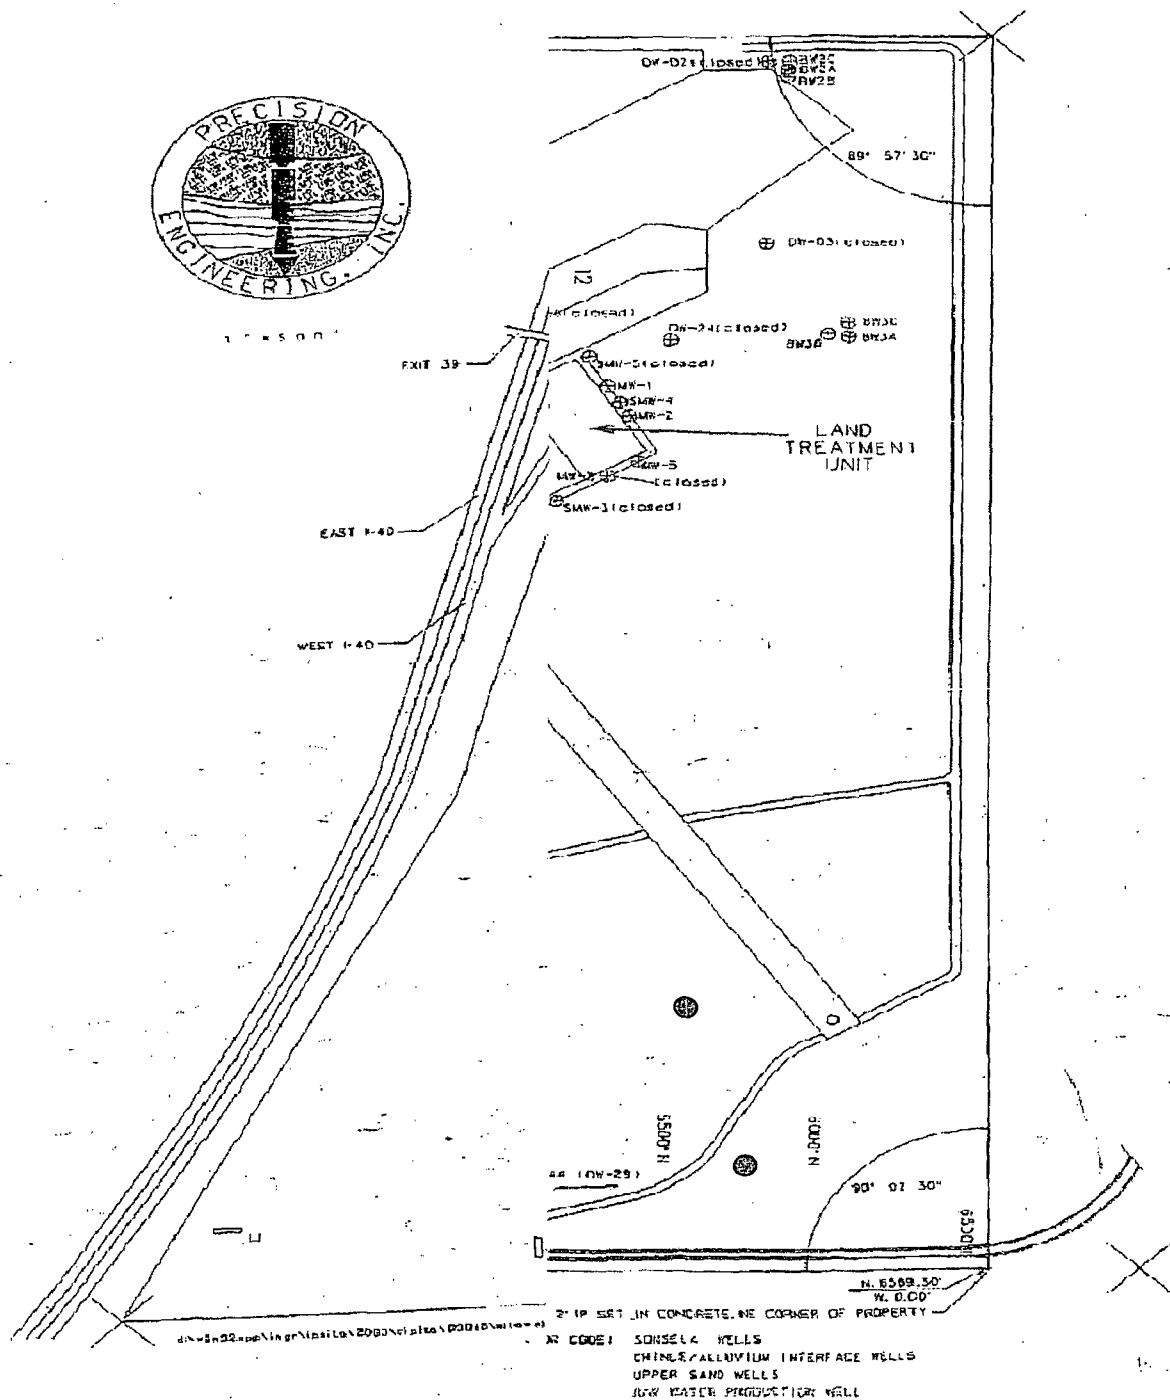 PRECISION
ENGINEERING, INC.
OW-02 (closed)
BW2C
BW2A
BW2B
89° 57' 30"
OW-03 (closed)
12
(closed)
OW-24 (closed)
BW3C
BW3B
BW3A
EXIT 39
SMW-5 (closed)
MW-1
SMW-4
MW-2
LAND
TREATMENT
UNIT
MW-5
(closed)
SMW-3 (closed)
EAST I-40
WEST I-40
5500' N
6000' N
(OW-29)
90° 02' 30"
6500' N
N. 6589.50'
W. 0.00'
2" IP SET IN CONCRETE, NE CORNER OF PROPERTY
CODE: SONSELA WELLS
CHINLE/ALLUVIUM INTERFACE WELLS
UPPER SAND WELLS
RAW WATER PRODUCTION WELL